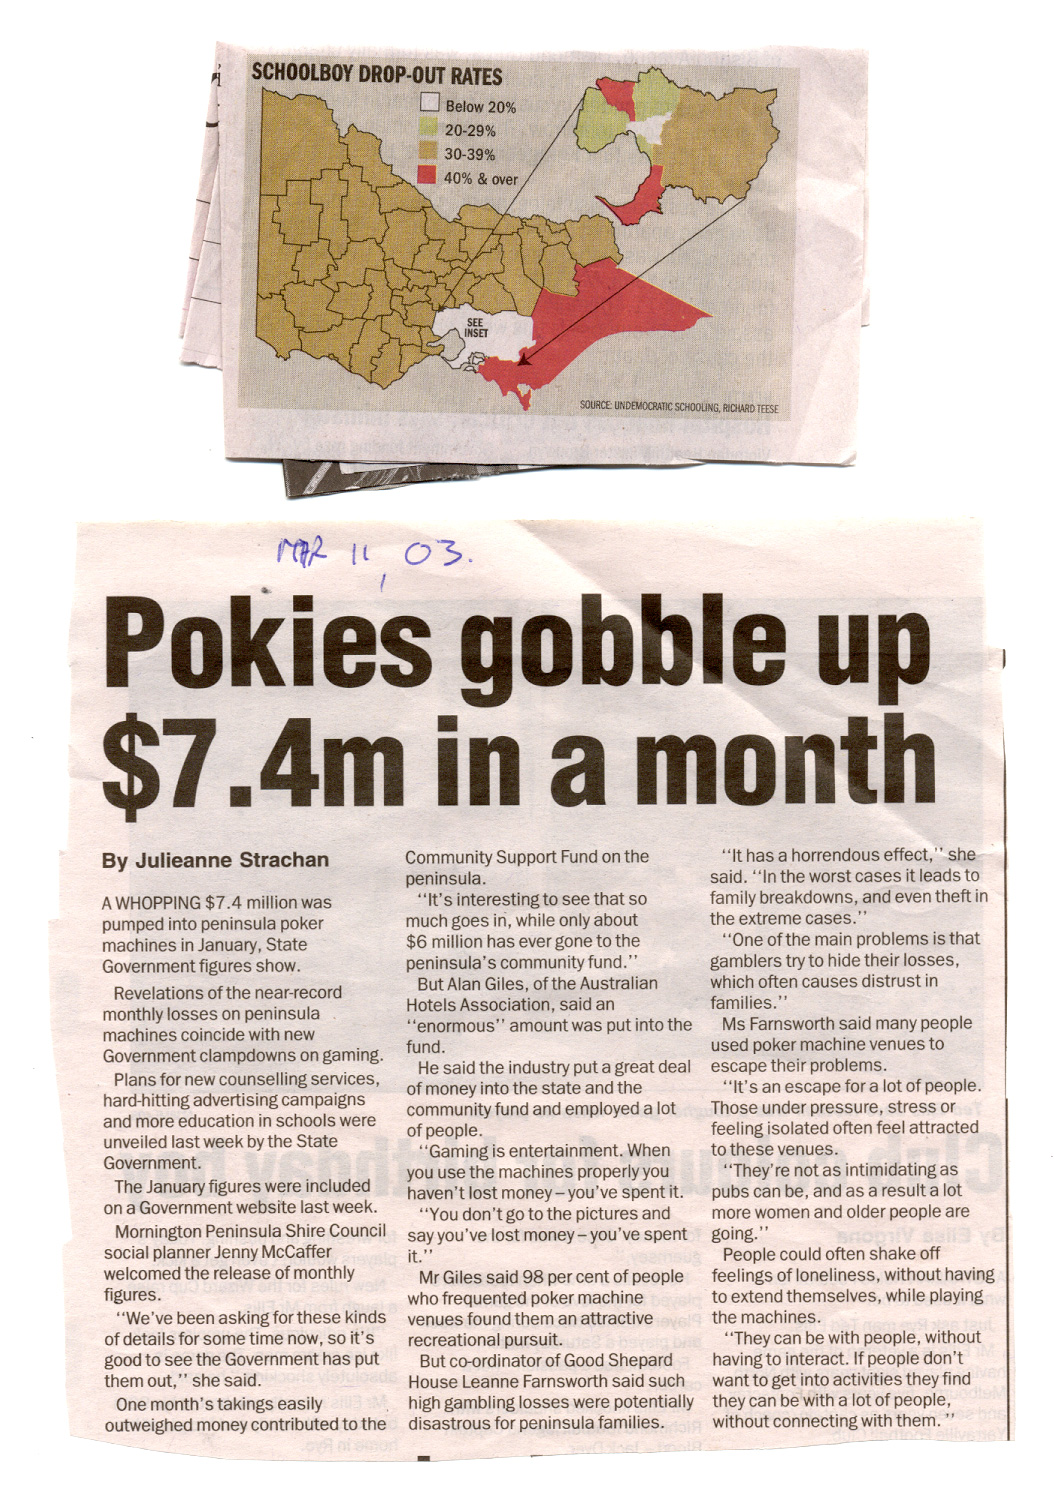 SCHOOLBOY DROP-OUT RATES
Below 20%
20-29%
30-39%
40% & over
SEE
INSET
SOURCE: UNDEMOCRATIC SCHOOLING, RICHARD TEESE
MAR 11, 03.
Pokies gobble up
$7.4m in a month
By Julieanne Strachan
A WHOPPING $7.4 million was
pumped into peninsula poker
machines in January, State
Government figures show.
Revelations of the near-record
monthly losses on peninsula
machines coincide with new
Government clampdowns on gaming.
Plans for new counselling services,
hard-hitting advertising campaigns
and more education in schools were
unveiled last week by the State
Government.
The January figures were included
on a Government website last week.
Mornington Peninsula Shire Council
social planner Jenny McCaffer
welcomed the release of monthly
figures.
‘‘We’ve been asking for these kinds
of details for some time now, so it’s
good to see the Government has put
them out,’’ she said.
One month’s takings easily
outweighed money contributed to the
Community Support Fund on the
peninsula.
‘‘It’s interesting to see that so
much goes in, while only about
$6 million has ever gone to the
peninsula’s community fund.’’
But Alan Giles, of the Australian
Hotels Association, said an
‘‘enormous’’ amount was put into the
fund.
He said the industry put a great deal
of money into the state and the
community fund and employed a lot
of people.
‘‘Gaming is entertainment. When
you use the machines properly you
haven’t lost money – you’ve spent it.
‘‘You don’t go to the pictures and
say you’ve lost money – you’ve spent
it.’’
Mr Giles said 98 per cent of people
who frequented poker machine
venues found them an attractive
recreational pursuit.
But co-ordinator of Good Shepard
House Leanne Farnsworth said such
high gambling losses were potentially
disastrous for peninsula families.
‘‘It has a horrendous effect,’’ she
said. ‘‘In the worst cases it leads to
family breakdowns, and even theft in
the extreme cases.’’
‘‘One of the main problems is that
gamblers try to hide their losses,
which often causes distrust in
families.’’
Ms Farnsworth said many people
used poker machine venues to
escape their problems.
‘‘It’s an escape for a lot of people.
Those under pressure, stress or
feeling isolated often feel attracted
to these venues.
‘‘They’re not as intimidating as
pubs can be, and as a result a lot
more women and older people are
going.’’
People could often shake off
feelings of loneliness, without having
to extend themselves, while playing
the machines.
‘‘They can be with people, without
having to interact. If people don’t
want to get into activities they find
they can be with a lot of people,
without connecting with them.’’